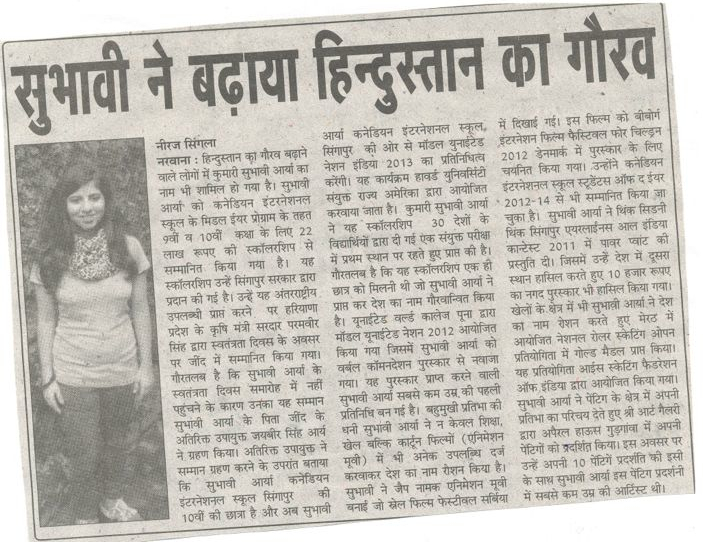 सुभावी ने बढ़ाया हिन्दुस्तान का गौरव
नीरज सिंगला
नरवाना : हिन्दुस्तान का गौरव बढ़ाने
वाले लोगों में कुमारी सुभावी आर्या का
नाम भी शामिल हो गया है। सुभावी
आर्या को कनेडियन इंटरनेशनल
स्कूल के मिडल ईयर प्रोग्राम के तहत
9वीं व 10वीं कक्षा के लिए 22
लाख रूपए की स्कॉलरशिप से
सम्मानित किया गया है। यह
स्कॉलरशिप उन्हें सिंगापुर सरकार द्वारा
प्रदान की गई है। उन्हें यह अंतरराष्ट्रीय
उपलब्धी प्राप्त करने पर हरियाणा
प्रदेश के कृषि मंत्री सरदार परमवीर
सिंह द्वारा स्वतंत्रता दिवस के अवसर
पर जींद में सम्मानित किया गया।
गौरतलब है कि सुभावी आर्या के
स्वतंत्रता दिवस समारोह में नहीं
पहुंचने के कारण उनका यह सम्मान
सुभावी आर्या के पिता जींद के
अतिरिक्त उपायुक्त जयबीर सिंह आर्य
ने ग्रहण किया। अतिरिक्त उपायुक्त ने
सम्मान ग्रहण करने के उपरांत बताया
कि सुभावी आर्या कनेडियन
इंटरनेशनल स्कूल सिंगापुर की
10वीं की छात्रा है और अब सुभावी
आर्या कनेडियन इंटरनेशनल स्कूल,
सिंगापुर की ओर से मॉडल युनाईटेड
नेशन इंडिया 2013 का प्रतिनिधित्व
करेंगी। यह कार्यक्रम हावर्ड युनिवर्सिटी
संयुक्त राज्य अमेरिका द्वारा आयोजित
करवाया जाता है। कुमारी सुभावी आर्या
ने यह स्कॉलरशिप 30 देशों के
विद्यार्थियों द्वारा दी गई एक संयुक्त परीक्षा
में प्रथम स्थान पर रहते हुए प्राप्त की है।
गौरतलब है कि यह स्कॉलरशिप एक ही
छात्र को मिलनी थी जो सुभावी आर्या ने
प्राप्त कर देश का नाम गौरवान्वित किया
है। यूनाईटेड वर्ल्ड कालेज पूना द्वारा
मॉडल यूनाईटेड नेशन 2012 आयोजित
किया गया जिसमें सुभावी आर्या को
वर्बल कॉमनडेशन पुरस्कार से नवाजा
गया। यह पुरस्कार प्राप्त करने वाली
सुभावी आर्या सबसे कम उम्र की पहली
प्रतिनिधि बन गई है। बहुमुखी प्रतिभा की
धनी सुभावी आर्या ने न केवल शिक्षा,
खेल बल्कि कार्टून फिल्मों (एनिमेशन
मूवी) में भी अनेक उपलब्धि दर्ज
करवाकर देश का नाम रोशन किया है।
सुभावी ने जैप नामक एनिमेशन मूवी
बनाई जो स्नेल फिल्म फेस्टीवल सर्बिया
में दिखाई गई। इस फिल्म को बीबोर्ग
इंटरनेशन फिल्म फैस्टिवल फोर चिल्ड्रन
2012 डेनमार्क में पुरस्कार के लिए
चयनित किया गया। उन्होंने कनेडियन
इंटरनेशनल स्कूल स्टूडेंटस ऑफ द ईयर
2012-14 से भी सम्मानित किया जा
चुका है। सुभावी आर्या ने थिंक सिडनी
थिंक सिंगापुर एयरलाईनस आल इंडिया
कान्टेस्ट 2011 में पावर प्वांट की
प्रस्तुति दी। जिसमें उन्हें देश में दूसरा
स्थान हासिल करते हुए 10 हजार रूपए
का नगद पुरस्कार भी हासिल किया गया।
खेलों के क्षेत्र में भी सुभावी आर्या ने देश
का नाम रोशन करते हुए मेरठ में
आयोजित नेशनल रोलर स्केटिंग ओपन
प्रतियोगिता में गोल्ड मैडल प्राप्त किया।
यह प्रतियोगिता आईस स्केटिंग फैडरेशन
ऑफ इंडिया द्वारा आयोजित किया गया।
सुभावी आर्या ने पेंटिग के क्षेत्र में अपनी
प्रतिभा का परिचय देते हुए श्री आर्ट गैलरी
द्वारा अपैरल हाऊस गुड़गांवा में अपनी
पेंटिगों को प्रदर्शित किया। इस अवसर पर
उन्हें अपनी 10 पेंटिगें प्रदर्शीत की इसी
के साथ सुभावी आर्या इस पेंटिग प्रदर्शनी
में सबसे कम उम्र की आर्टिस्ट थी।